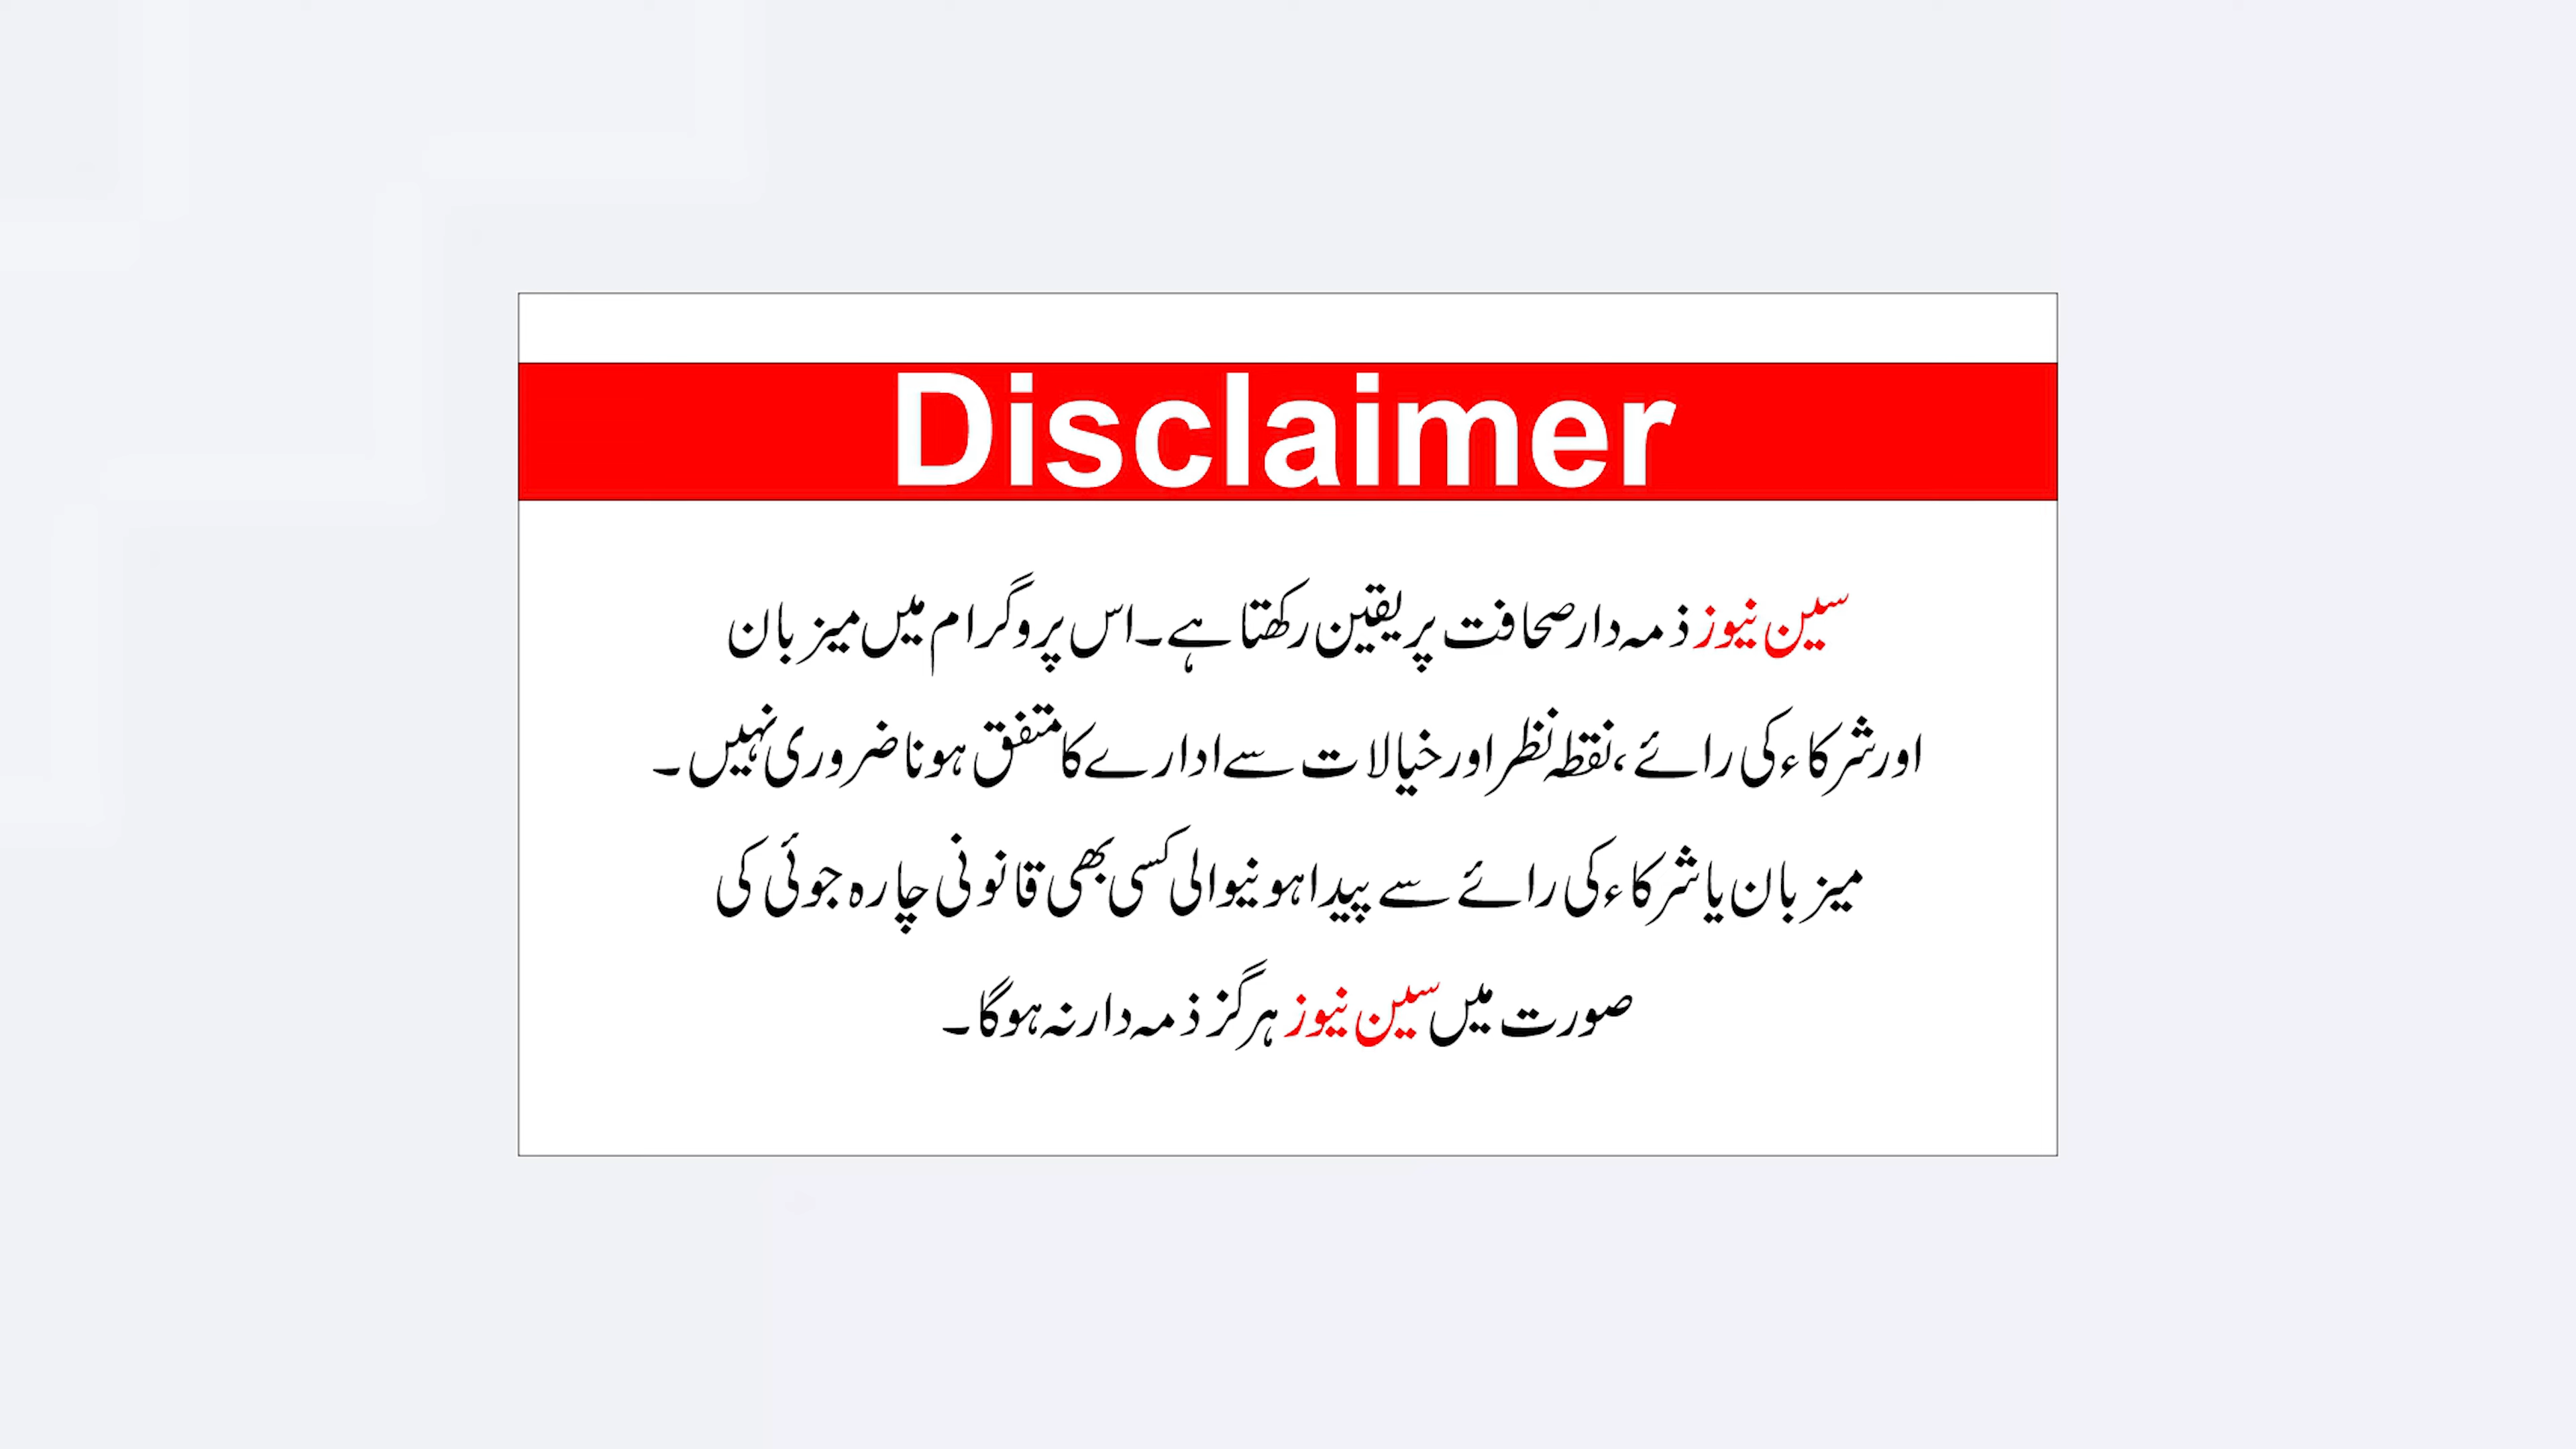 Disclaimer
سین نیوز ذمہ دار صحافت پر یقین رکھتا ہے۔ اس پروگرام میں میزبان
اور شرکاء کی رائے، نقطہ نظر اور خیالات سے ادارے کا متفق ہونا ضروری نہیں۔
میزبان یا شرکاء کی رائے سے پیدا ہونیوالی کسی بھی قانونی چارہ جوئی کی
صورت میں سین نیوز ہرگز ذمہ دار نہ ہوگا۔